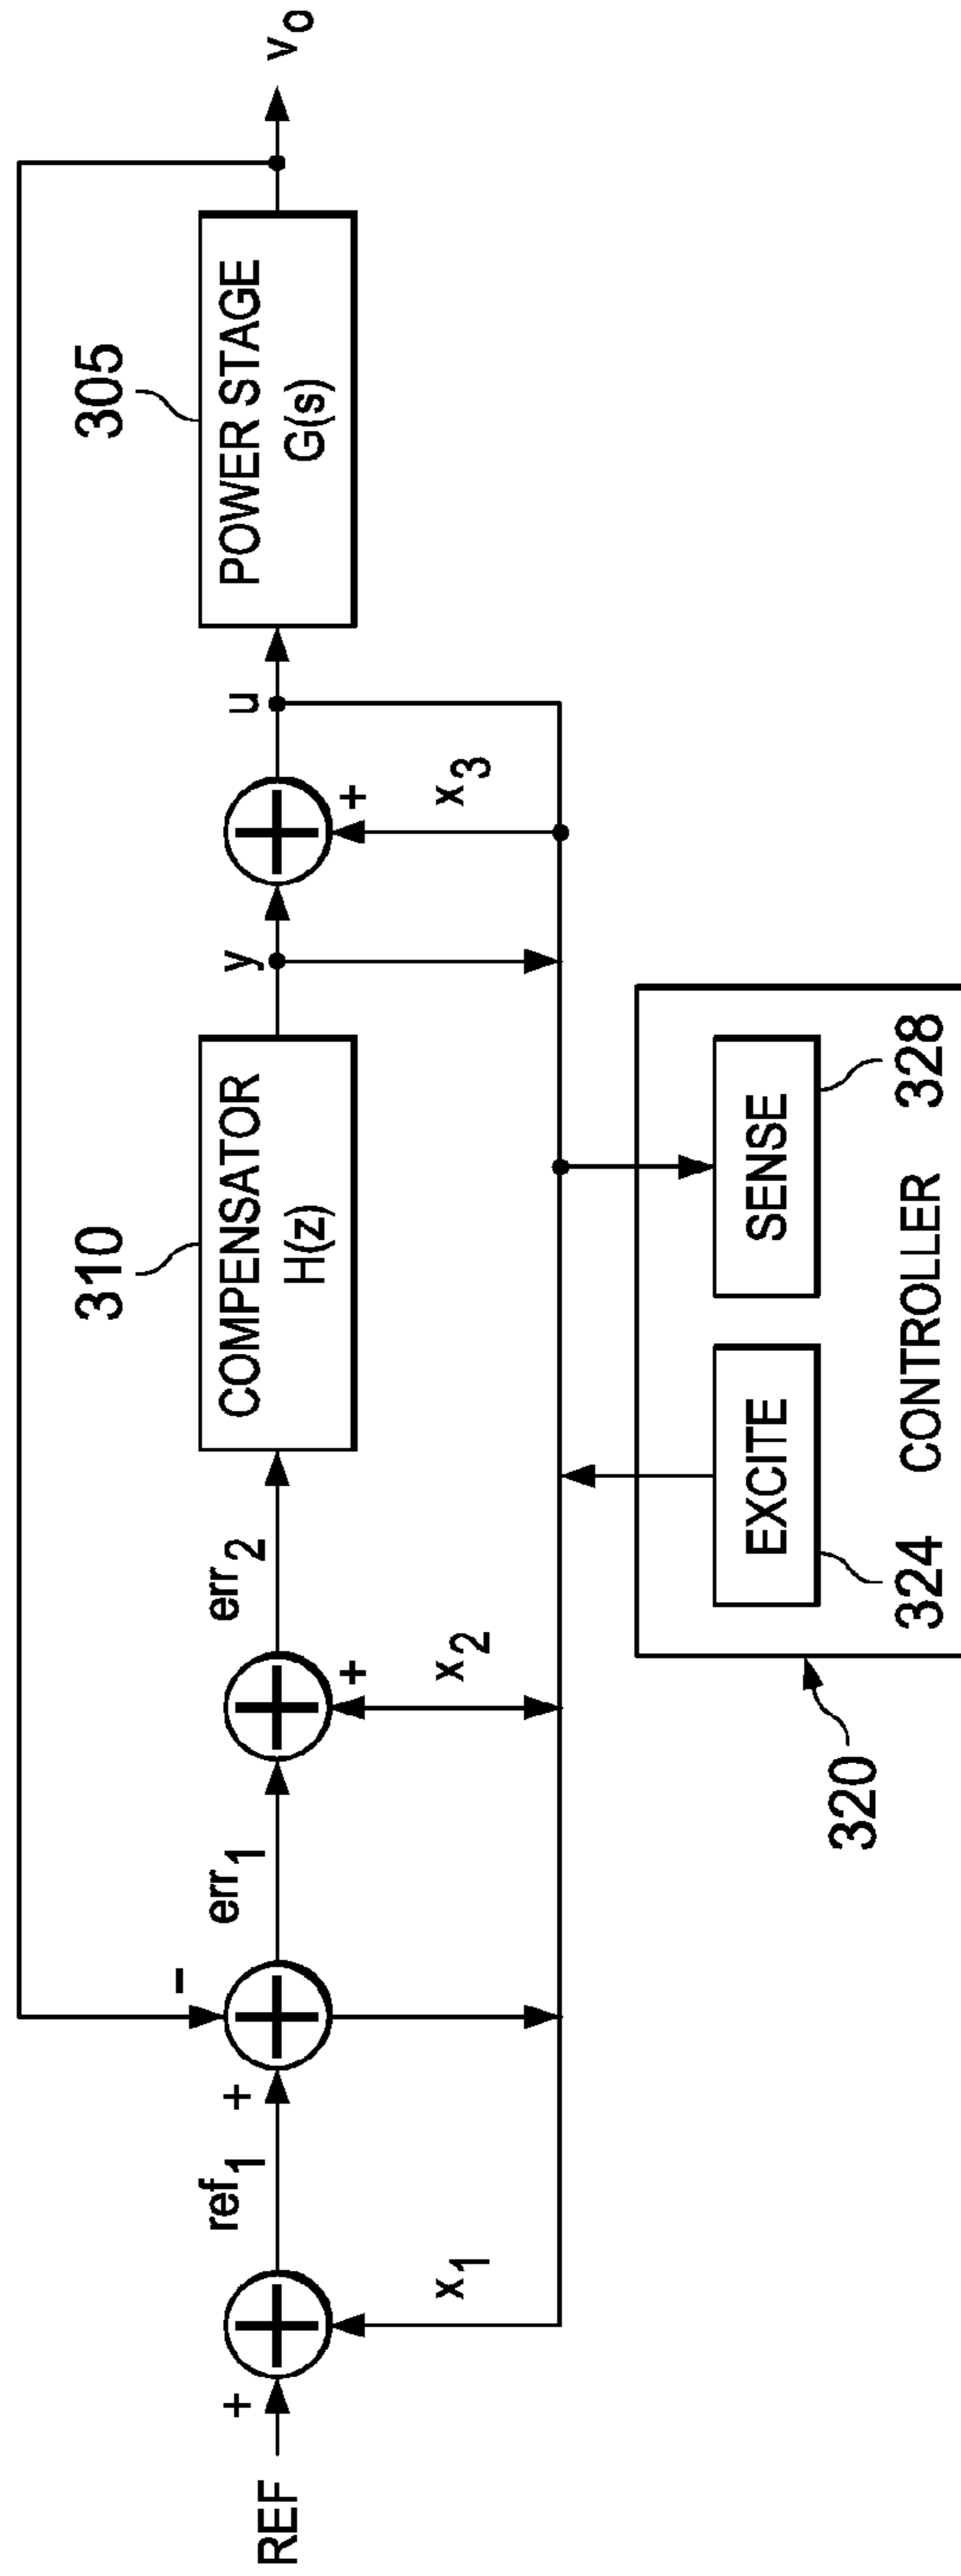 310
305
COMPENSATOR
H(z)
POWER STAGE
G(s)
REF
+
ref1
+
-
err1
err2
y
u
vo
x1
+
x2
+
x3
+
EXCITE
SENSE
320
324
CONTROLLER
328